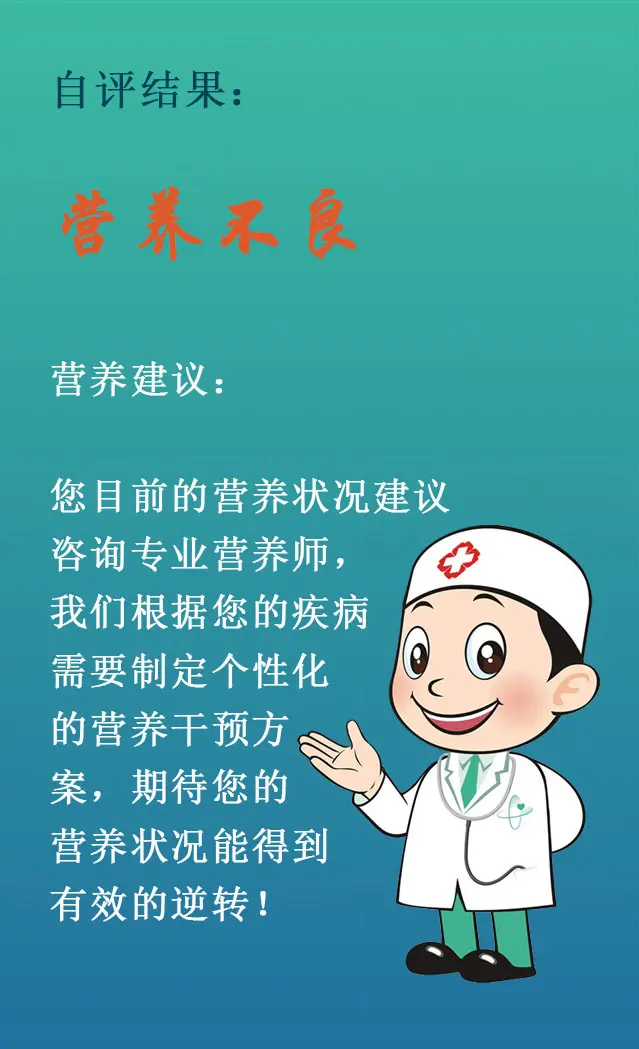 自评结果：
营养不良
营养建议：
您目前的营养状况建议
咨询专业营养师，
我们根据您的疾病
需要制定个性化
的营养干预方
案，期待您的
营养状况能得到
有效的逆转！